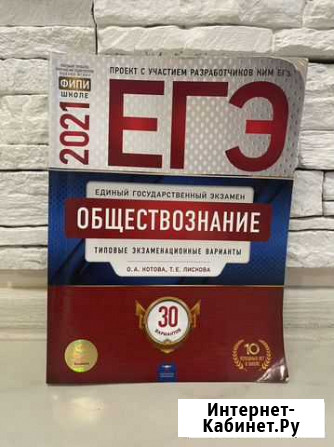 ПРОЕКТ С УЧАСТИЕМ РАЗРАБОТЧИКОВ КИМ ЕГЭ
ФИПИ
ШКОЛЕ
2021
ЕГЭ
ЕДИНЫЙ ГОСУДАРСТВЕННЫЙ ЭКЗАМЕН
ОБЩЕСТВОЗНАНИЕ
ТИПОВЫЕ ЭКЗАМЕНАЦИОННЫЕ ВАРИАНТЫ
О. А. КОТОВА, Т. Е. ЛИСКОВА
30
ВАРИАНТОВ
10
Интернет-
Кабинет.Ру